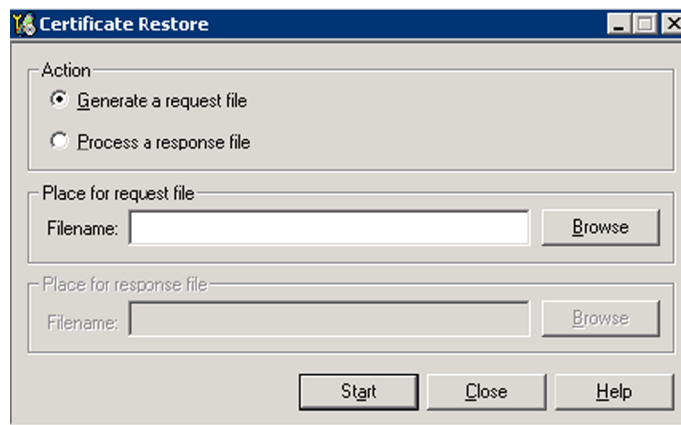 Certificate Restore
Action
Generate a request file
Process a response file
Place for request file
Filename:
Browse
Place for response file
Filename:
Browse
Start
Close
Help